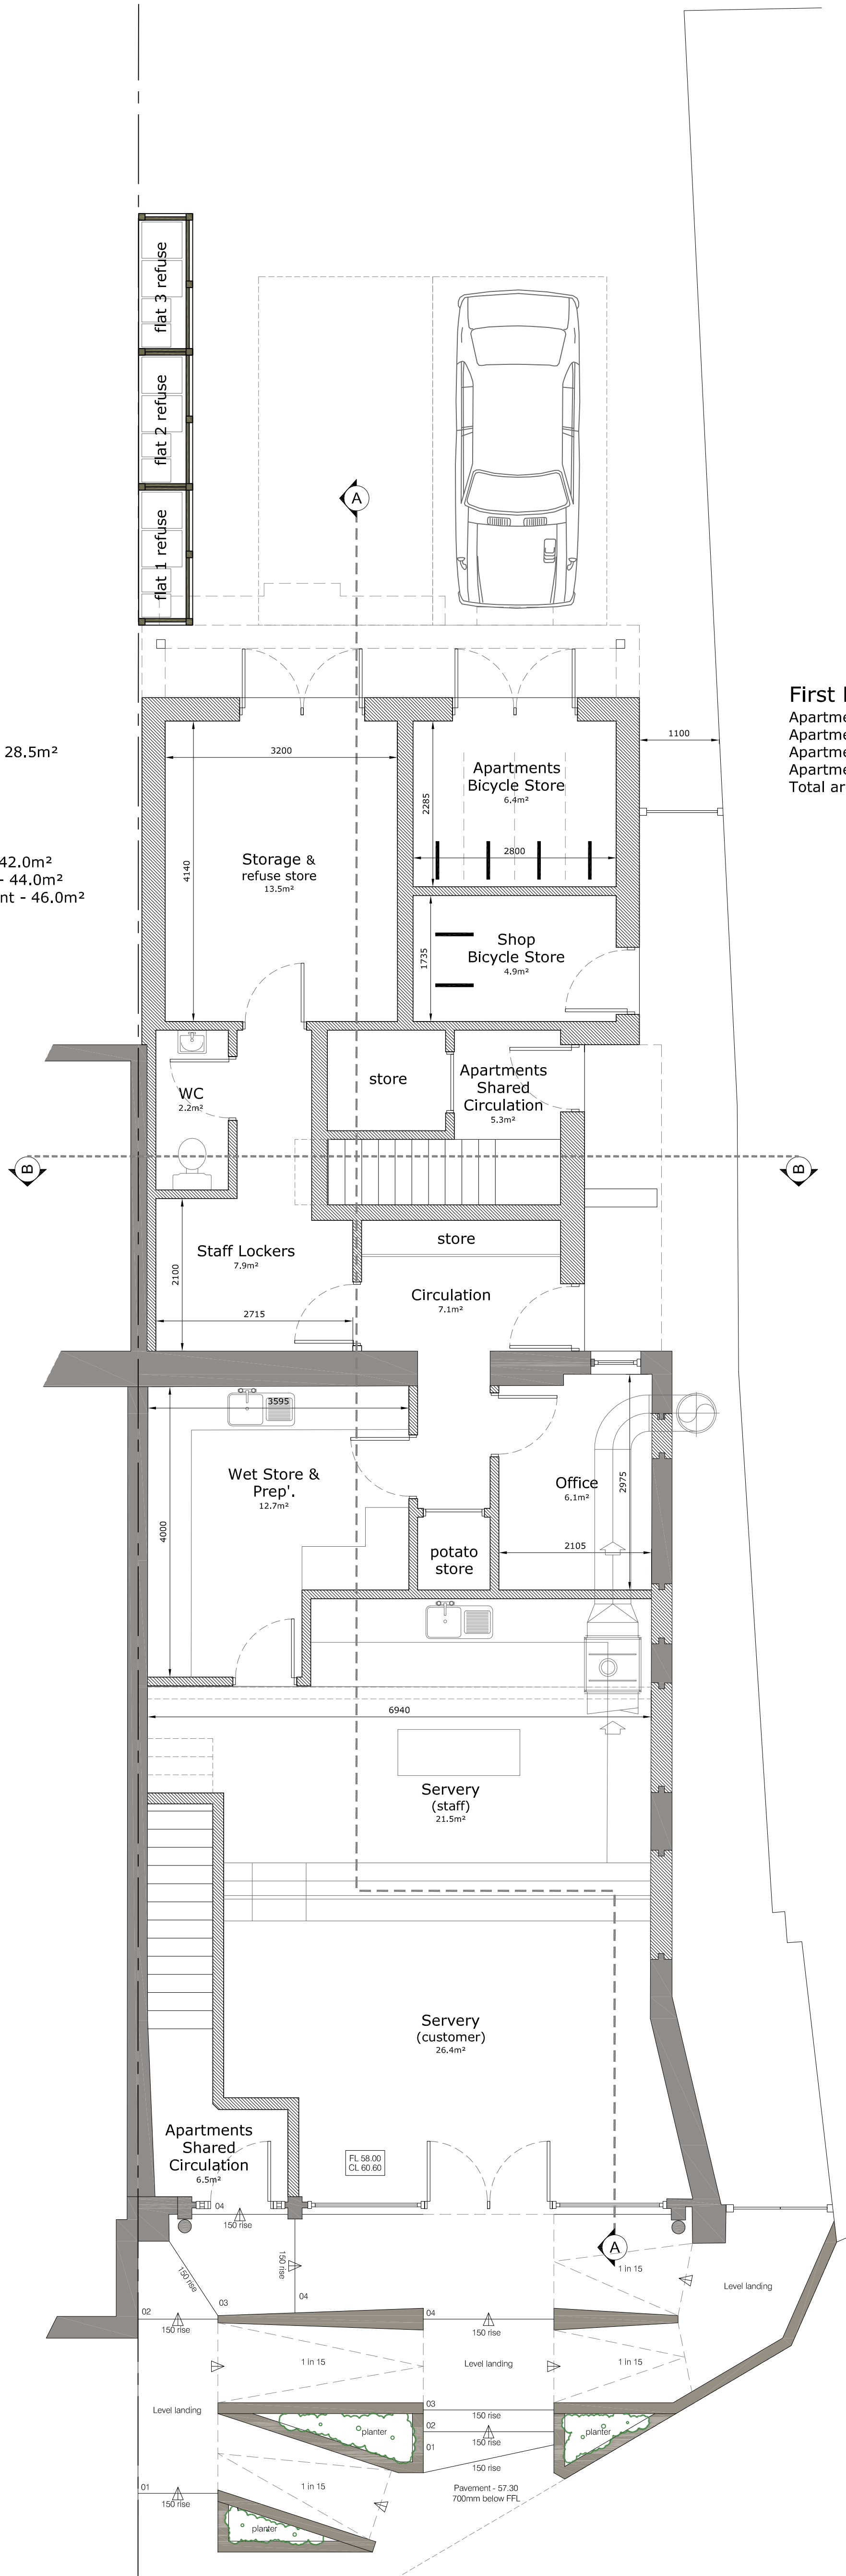 flat 3 refuse
flat 2 refuse
flat 1 refuse
A
28.5m²
42.0m²
- 44.0m²
nt - 46.0m²
First
Apartme
Apartme
Apartme
Apartme
Total ar
1100
3200
4140
Storage &
refuse store
13.5m²
Apartments
Bicycle Store
6.4m²
2285
2800
Shop
Bicycle Store
4.9m²
1735
WC
2.2m²
store
Apartments
Shared
Circulation
5.3m²
B
B
store
Staff Lockers
7.9m²
2100
2715
Circulation
7.1m²
3595
Wet Store &
Prep'.
12.7m²
4000
Office
6.1m²
2975
2105
potato
store
6940
Servery
(staff)
21.5m²
Servery
(customer)
26.4m²
Apartments
Shared
Circulation
6.5m²
FL 58.00
CL 60.60
04
150 rise
A
150 rise
150 rise
04
03
02
150 rise
04
150 rise
1 in 15
Level landing
1 in 15
Level landing
1 in 15
Level landing
03
150 rise
02
150 rise
01
150 rise
planter
planter
01
150 rise
1 in 15
Pavement - 57.30
700mm below FFL
planter